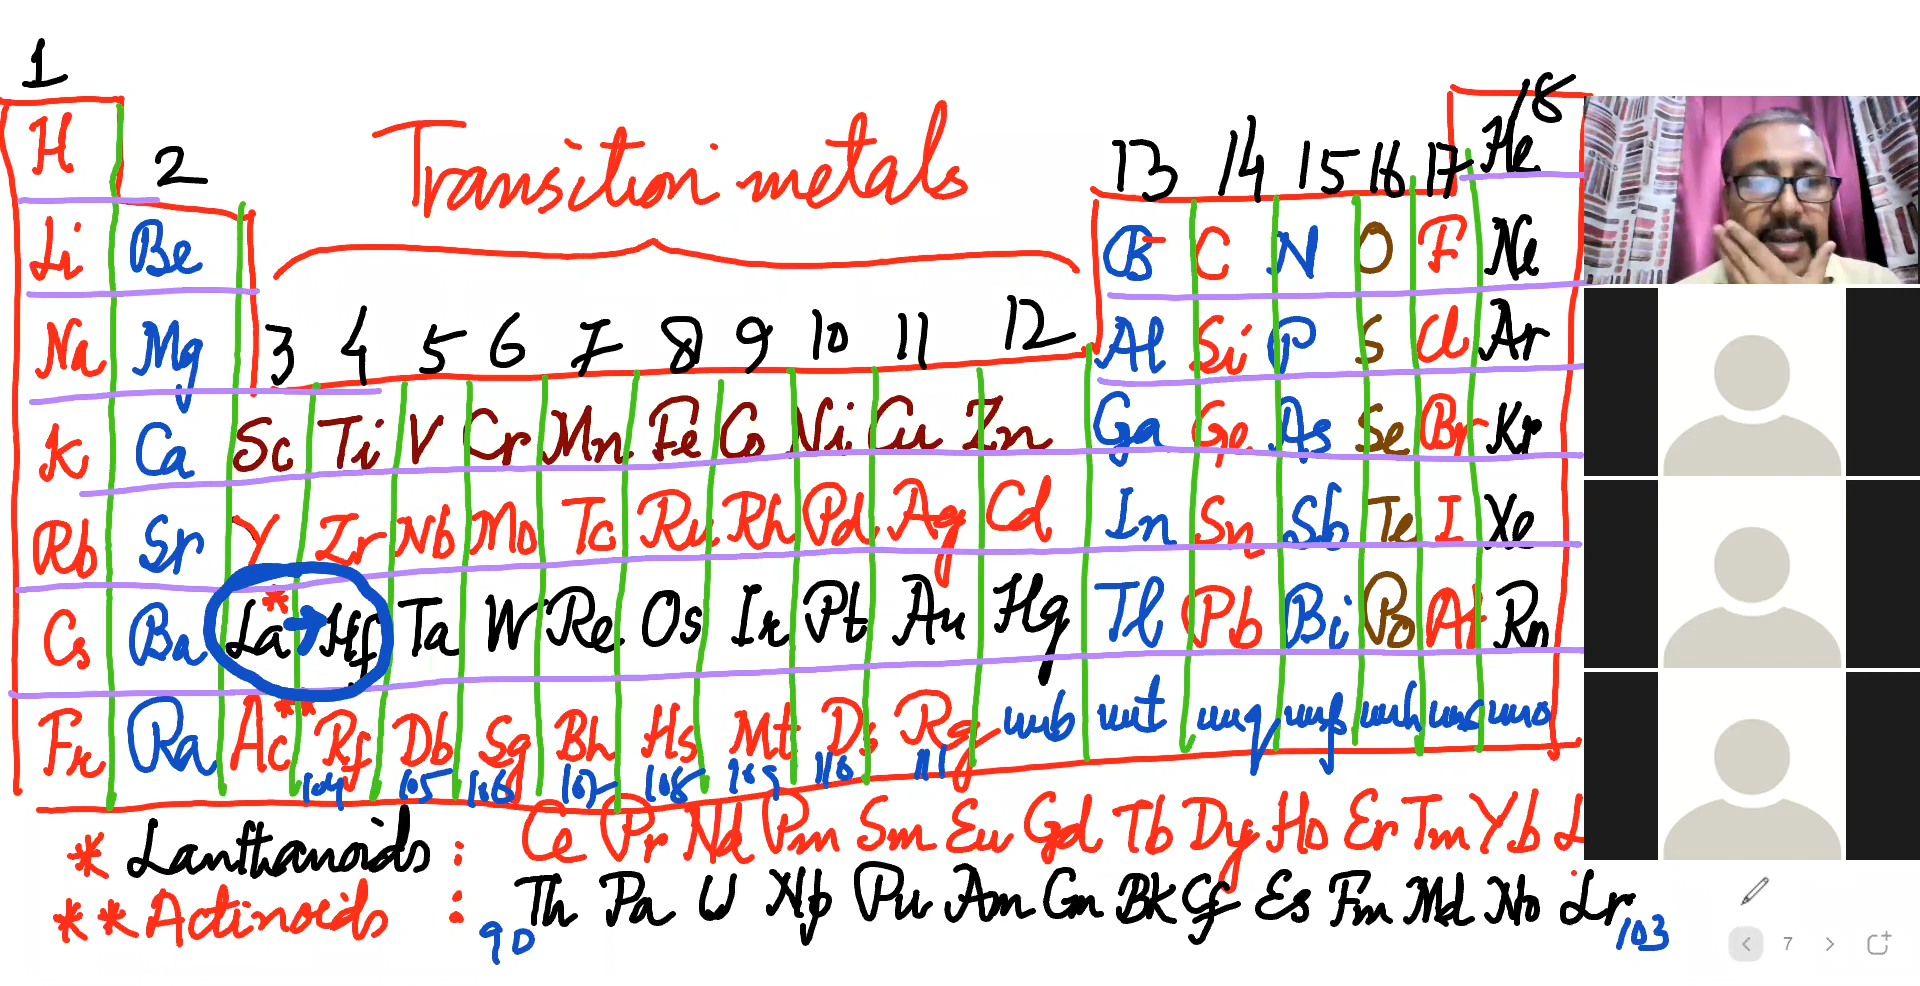 1 18
H He
2 Transition metals 13 14 15 16 17
Li Be B C N O F Ne
3 4 5 6 7 8 9 10 11 12
Na Mg Al Si P S Cl Ar
K Ca Sc Ti V Cr Mn Fe Co Ni Cu Zn Ga Ge As Se Br Kr
Rb Sr Y Zr Nb Mo Tc Ru Rh Pd Ag Cd In Sn Sb Te I Xe
Cs Ba La* → Hf Ta W Re Os Ir Pt Au Hg Tl Pb Bi Po At Rn
Fr Ra Ac** Rf Db Sg Bh Hs Mt Ds Rg uub uut uuq uup uuh uus uuo
104 105 106 107 108 109 110 111
* Lanthanoids : Ce Pr Nd Pm Sm Eu Gd Tb Dy Ho Er Tm Yb L
** Actinoids : Th Pa U Np Pu Am Cm Bk Cf Es Fm Md No Lr
90 103
7